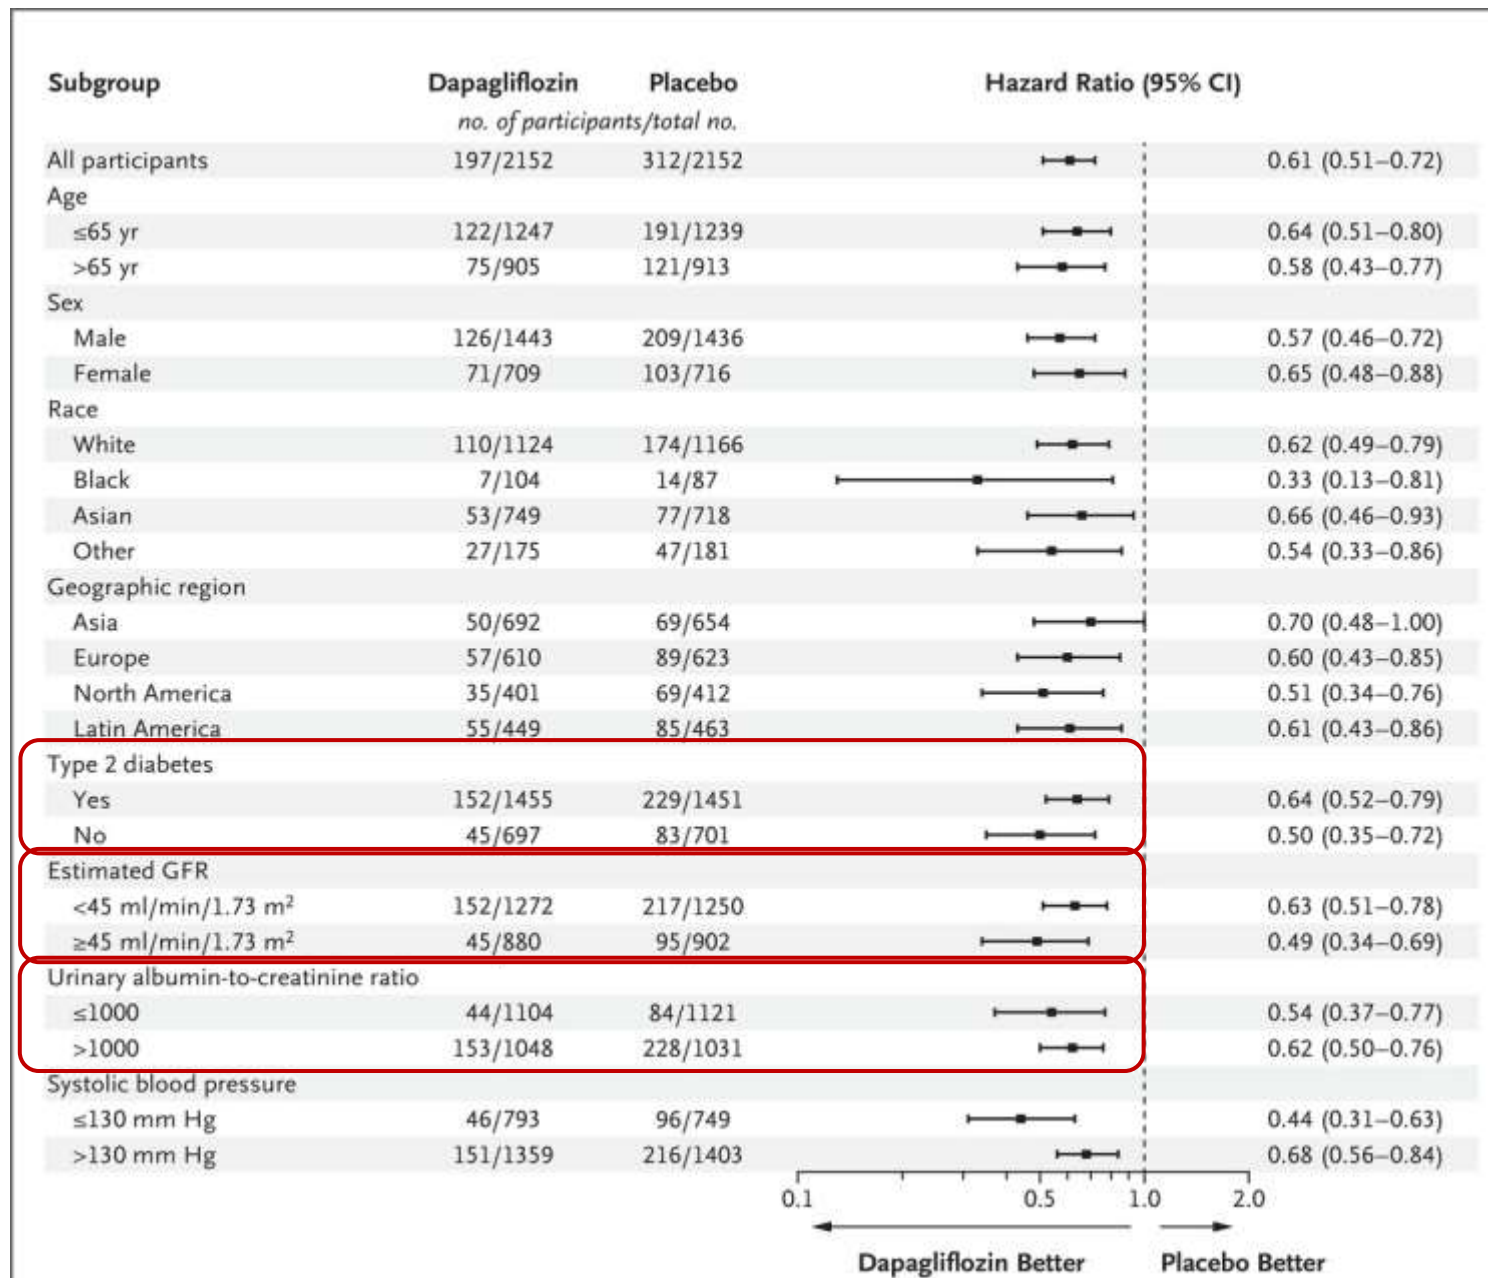 Subgroup Dapagliflozin Placebo Hazard Ratio (95% CI)
no. of participants/total no.
All participants 197/2152 312/2152 0.61 (0.51–0.72)
Age
≤65 yr 122/1247 191/1239 0.64 (0.51–0.80)
>65 yr 75/905 121/913 0.58 (0.43–0.77)
Sex
Male 126/1443 209/1436 0.57 (0.46–0.72)
Female 71/709 103/716 0.65 (0.48–0.88)
Race
White 110/1124 174/1166 0.62 (0.49–0.79)
Black 7/104 14/87 0.33 (0.13–0.81)
Asian 53/749 77/718 0.66 (0.46–0.93)
Other 27/175 47/181 0.54 (0.33–0.86)
Geographic region
Asia 50/692 69/654 0.70 (0.48–1.00)
Europe 57/610 89/623 0.60 (0.43–0.85)
North America 35/401 69/412 0.51 (0.34–0.76)
Latin America 55/449 85/463 0.61 (0.43–0.86)
Type 2 diabetes
Yes 152/1455 229/1451 0.64 (0.52–0.79)
No 45/697 83/701 0.50 (0.35–0.72)
Estimated GFR
<45 ml/min/1.73 m² 152/1272 217/1250 0.63 (0.51–0.78)
≥45 ml/min/1.73 m² 45/880 95/902 0.49 (0.34–0.69)
Urinary albumin-to-creatinine ratio
≤1000 44/1104 84/1121 0.54 (0.37–0.77)
>1000 153/1048 228/1031 0.62 (0.50–0.76)
Systolic blood pressure
≤130 mm Hg 46/793 96/749 0.44 (0.31–0.63)
>130 mm Hg 151/1359 216/1403 0.68 (0.56–0.84)
0.1 0.5 1.0 2.0
Dapagliflozin Better Placebo Better